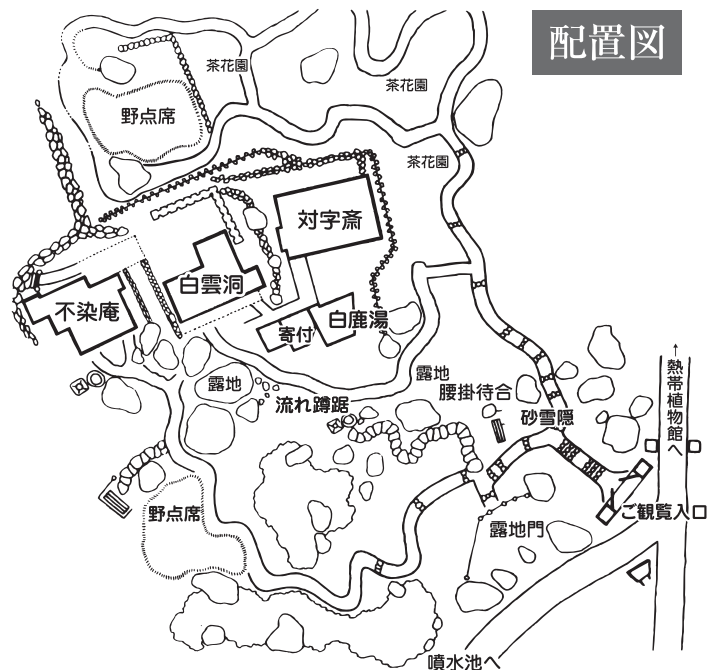 配置図
茶花園
茶花園
野点席
茶花園
対字斎
白雲洞
不染庵
白鹿湯
寄付
←熱帯植物館へ
露地
露地
腰掛待合
流れ蹲踞
砂雪隠
ご観覧入口
野点席
露地門
噴水池へ